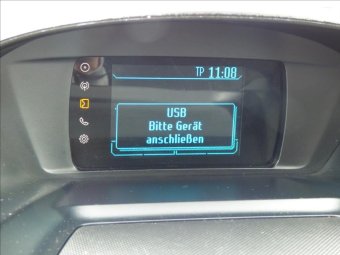 TP 11:08
USB
Bitte Gerät
anschließen